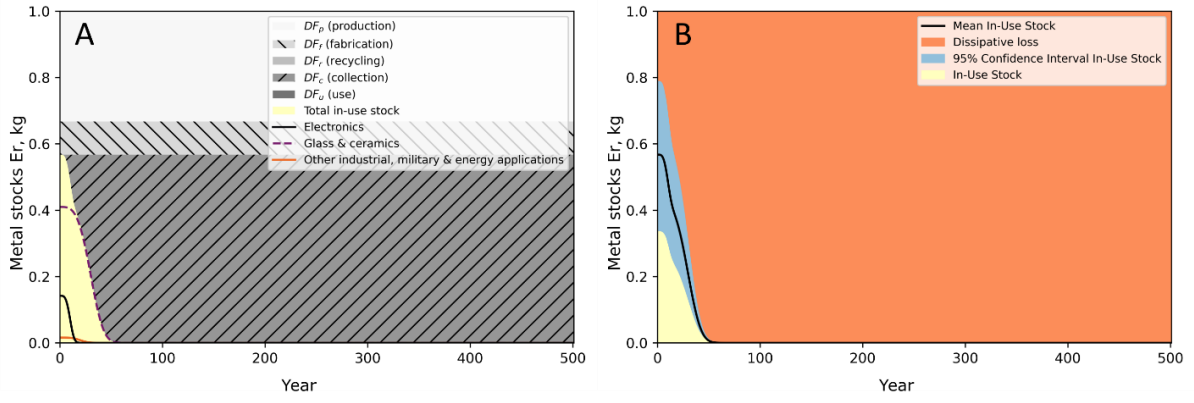 A
DF_p (production)
DF_f (fabrication)
DF_r (recycling)
DF_c (collection)
DF_u (use)
Total in-use stock
Electronics
Glass & ceramics
Other industrial, military & energy applications
Metal stocks Er, kg
1.0
0.8
0.6
0.4
0.2
0.0
0 100 200 300 400 500
Year
B
Mean In-Use Stock
Dissipative loss
95% Confidence Interval In-Use Stock
In-Use Stock
Metal stocks Er, kg
1.0
0.8
0.6
0.4
0.2
0.0
0 100 200 300 400 500
Year